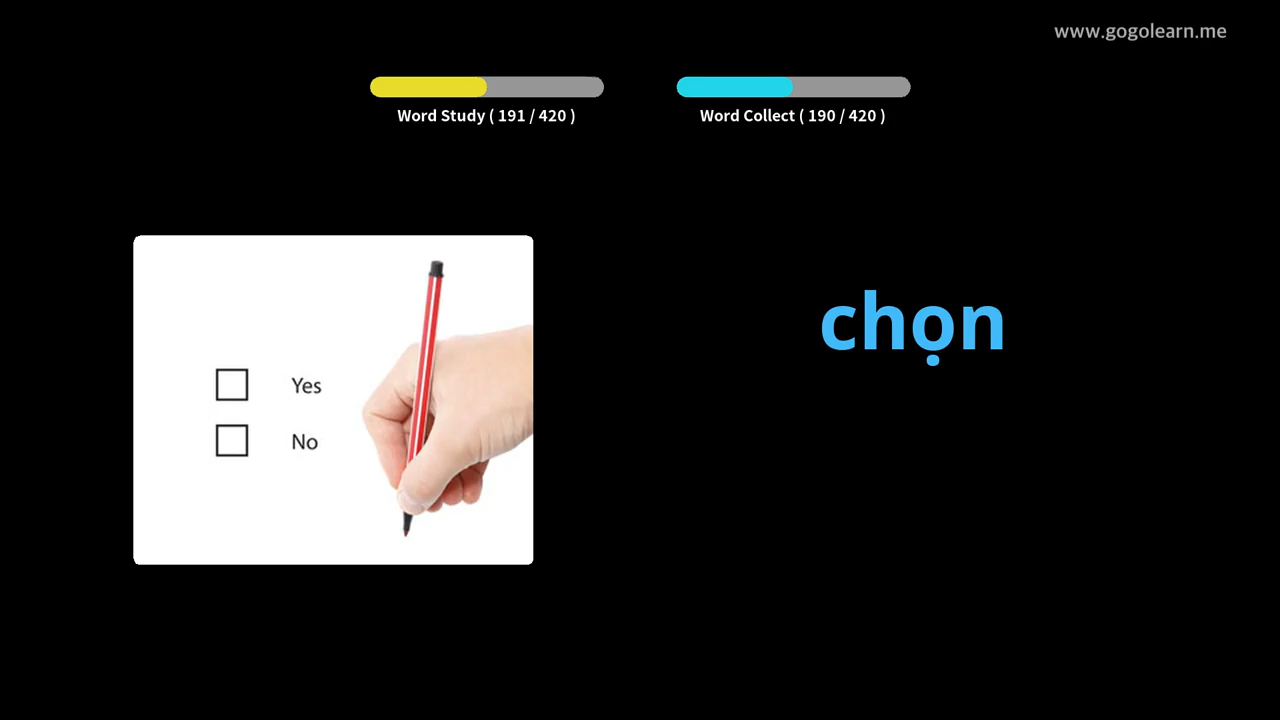 www.gogolearn.me
Word Study ( 191 / 420 )
Word Collect ( 190 / 420 )
chọn
Yes
No